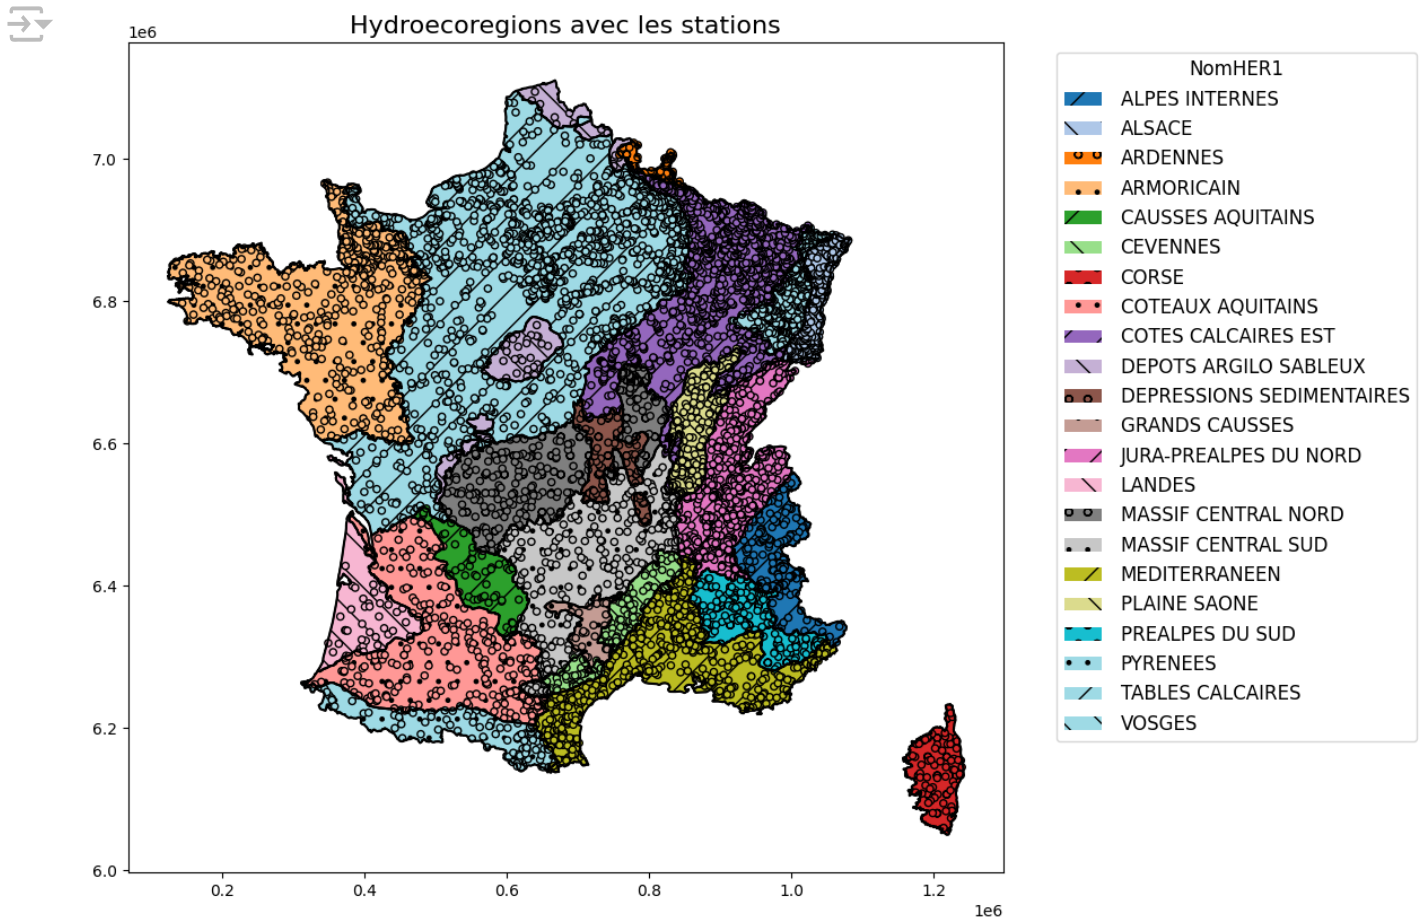 Hydroecoregions avec les stations
1e6
7.0
6.8
6.6
6.4
6.2
6.0
0.2
0.4
0.6
0.8
1.0
1.2
1e6
NomHER1
ALPES INTERNES
ALSACE
ARDENNES
ARMORICAIN
CAUSSES AQUITAINS
CEVENNES
CORSE
COTEAUX AQUITAINS
COTES CALCAIRES EST
DEPOTS ARGILO SABLEUX
DEPRESSIONS SEDIMENTAIRES
GRANDS CAUSSES
JURA-PREALPES DU NORD
LANDES
MASSIF CENTRAL NORD
MASSIF CENTRAL SUD
MEDITERRANEEN
PLAINE SAONE
PREALPES DU SUD
PYRENEES
TABLES CALCAIRES
VOSGES